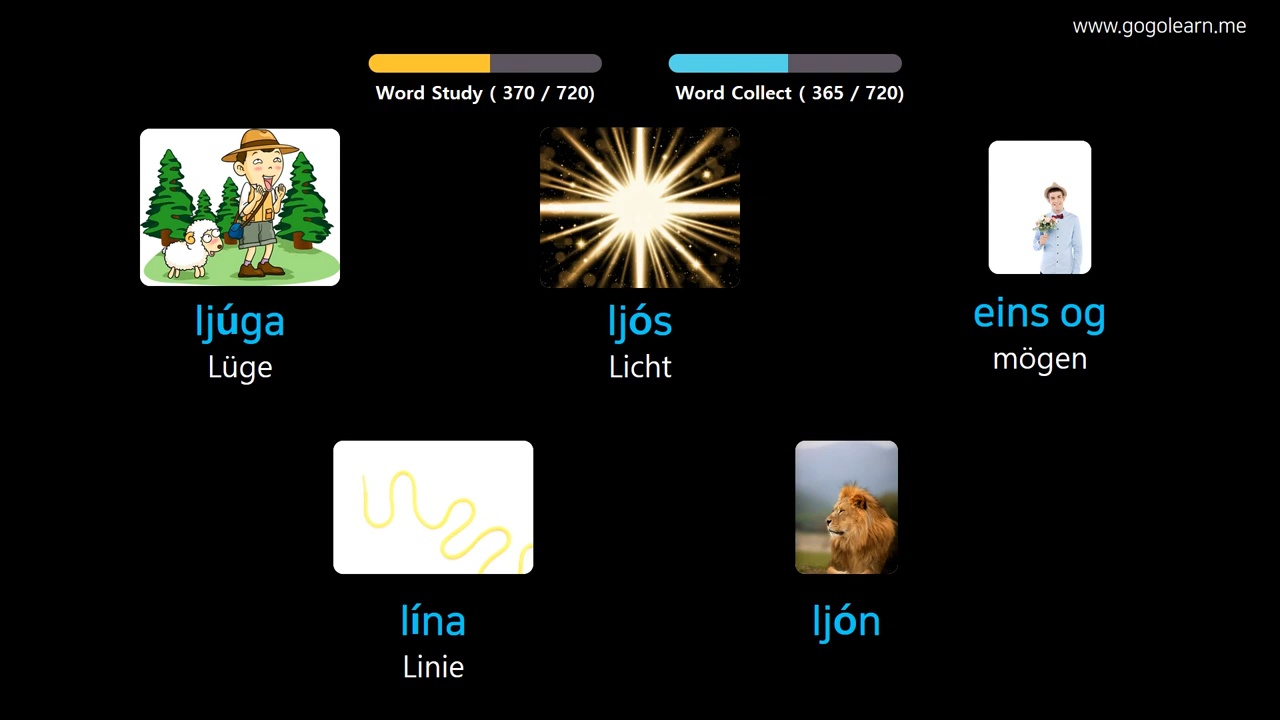 www.gogolearn.me
Word Study ( 370 / 720)
Word Collect ( 365 / 720)
ljúga
Lüge
ljós
Licht
eins og
mögen
lína
Linie
ljón